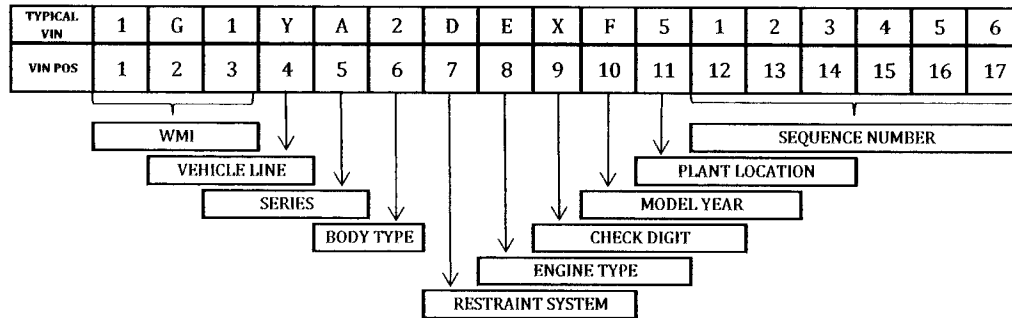 TYPICAL VIN 1 G 1 Y A 2 D E X F 5 1 2 3 4 5 6
VIN POS 1 2 3 4 5 6 7 8 9 10 11 12 13 14 15 16 17
WMI SEQUENCE NUMBER
VEHICLE LINE PLANT LOCATION
SERIES MODEL YEAR
BODY TYPE CHECK DIGIT
ENGINE TYPE
RESTRAINT SYSTEM